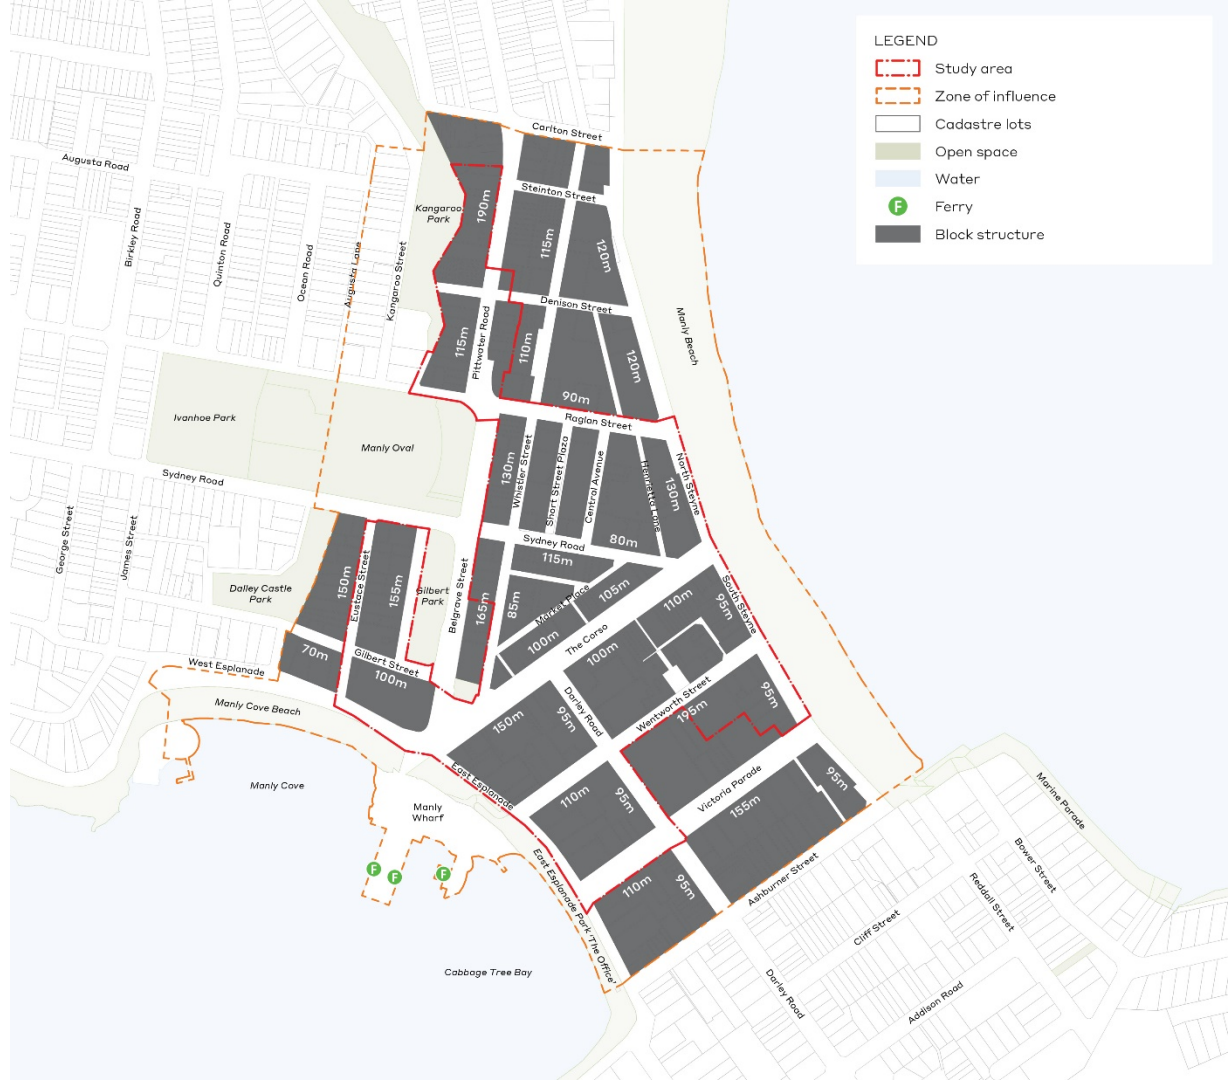 LEGEND
Study area
Zone of influence
Cadastre lots
Open space
Water
F
Ferry
Block structure
Carlton Street
Augusta Road
Steinton Street
Kangaroo
Park
190m
Birkley Road
Quinton Road
Ocean Road
Augusta Lane
Kangaroo Street
115m
120m
Denison Street
Manly Beach
115m
Pittwater Road
110m
120m
90m
Ivanhoe Park
Manly Oval
Raglan Street
130m
Whistler Street
Short Street Plaza
Central Avenue
Henrietta Lane
130m
North Steyne
Sydney Road
80m
Sydney Road
115m
George Street
James Street
150m
Eustace Street
155m
Gilbert
Park
Belgrave Street
165m
85m
Market Place
105m
110m
95m
South Steyne
Dalley Castle
Park
100m
The Corso
100m
West Esplanade
70m
Gilbert Street
100m
Manly Cove Beach
150m
95m
Darley Road
Wentworth Street
195m
95m
Manly Cove
East Esplanade
Manly
Wharf
110m
95m
Victoria Parade
155m
95m
Marine Parade
F
F
F
East Esplanade Park 'The Office'
110m
95m
Ashburner Street
Bower Street
Reddall Street
Cliff Street
Cabbage Tree Bay
Darley Road
Addison Road